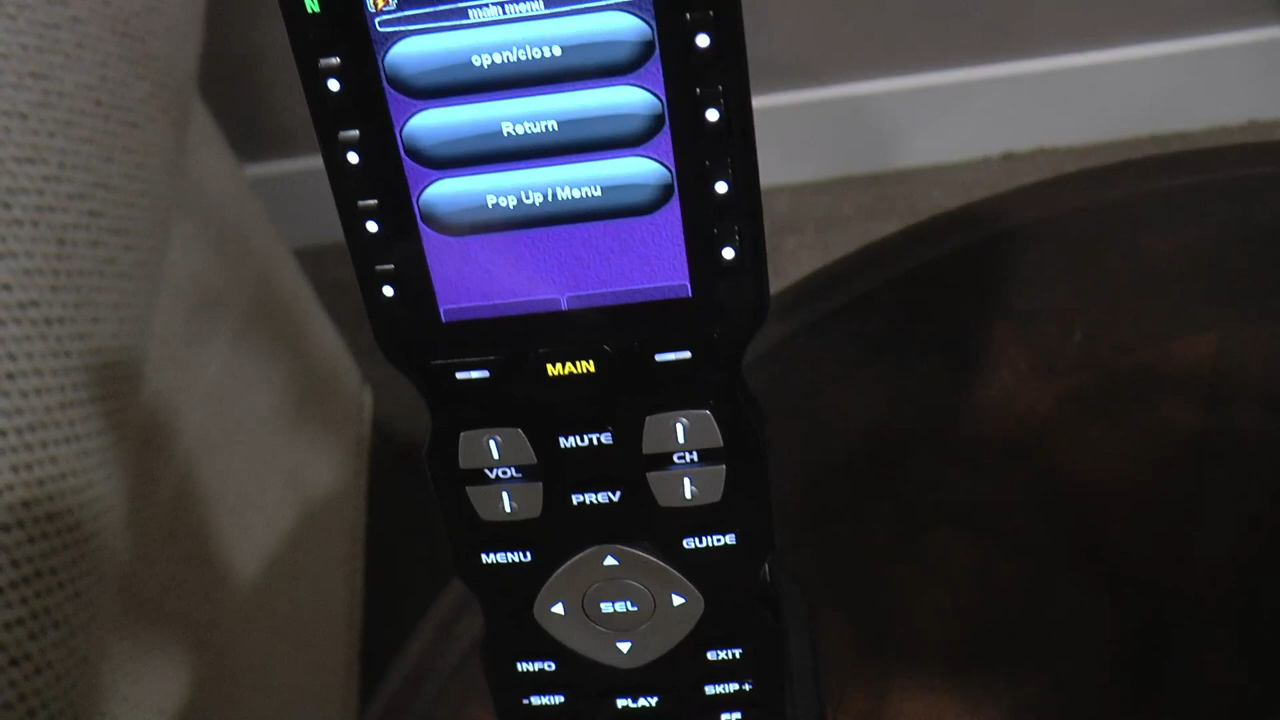 N
main menu
open/close
Return
Pop Up / Menu
MAIN
VOL
MUTE
CH
PREV
MENU
GUIDE
SEL
INFO
EXIT
-SKIP
PLAY
SKIP+
FF